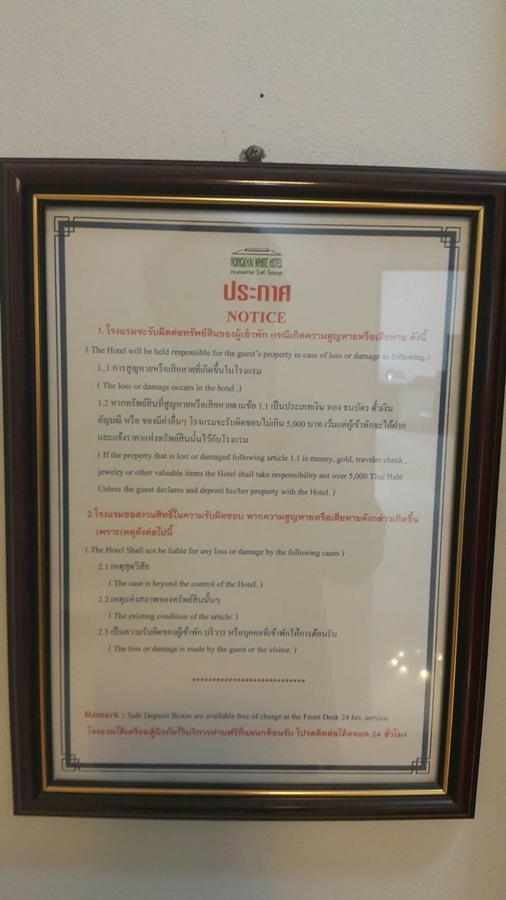 NONGKHAI WHITE HOTEL
หนองคาย ไวท์ โฮเทล
ประกาศ
NOTICE
1. โรงแรมจะรับผิดต่อทรัพย์สินของผู้เข้าพัก กรณีเกิดความสูญหายหรือเสียหาย ดังนี้
( The Hotel will be held responsible for the guest's property in case of loss or damage as following.)
1..1 การสูญหายหรือเสียหายที่เกิดขึ้นในโรงแรม
( The loss or damage occurs in the hotel .)
1.2 หากทรัพย์สินที่สูญหายหรือเสียหายตามข้อ 1.1 เป็นประเภทเงิน ทอง ธนบัตร ตั๋วเงิน
อัญมณี หรือ ของมีค่าอื่นๆ โรงแรมจะรับผิดชอบไม่เกิน 5,000 บาท เว้นแต่ผู้เข้าพักจะได้ฝาก
และแจ้งราคาแห่งทรัพย์สินนั้นไว้กับโรงแรม
( If the property that is lost or damaged following article 1.1 is money, gold, traveler check ,
jewelry or other valuable items the Hotel shall take responsibility not over 5,000 Thai Baht
Unless the guest declares and deposit his/her property with the Hotel. )
2.โรงแรมขอสงวนสิทธิ์ในความรับผิดชอบ หากความสูญหายหรือเสียหายดังกล่าวเกิดขึ้น
เพราะเหตุดังต่อไปนี้
( The Hotel Shall not be liable for any loss or damage by the following cases )
2.1 เหตุสุดวิสัย
( The case is beyond the control of the Hotel. )
2.2 เหตุแห่งสภาพของทรัพย์สินนั้นๆ
( The existing condition of the article. )
2.3 เป็นความรับผิดของผู้เข้าพัก บริวาร หรือบุคคลที่เข้าพักให้การต้อนรับ
( The loss or damage is made by the guest or the visitor. )
****************************
Remark : Safe Deposit Boxes are available free of charge at the Front Desk 24 hrs. service.
โรงแรมได้เตรียมตู้นิรภัยไว้บริการท่านฟรีที่แผนกต้อนรับ โปรดติดต่อได้ตลอด 24 ชั่วโมง